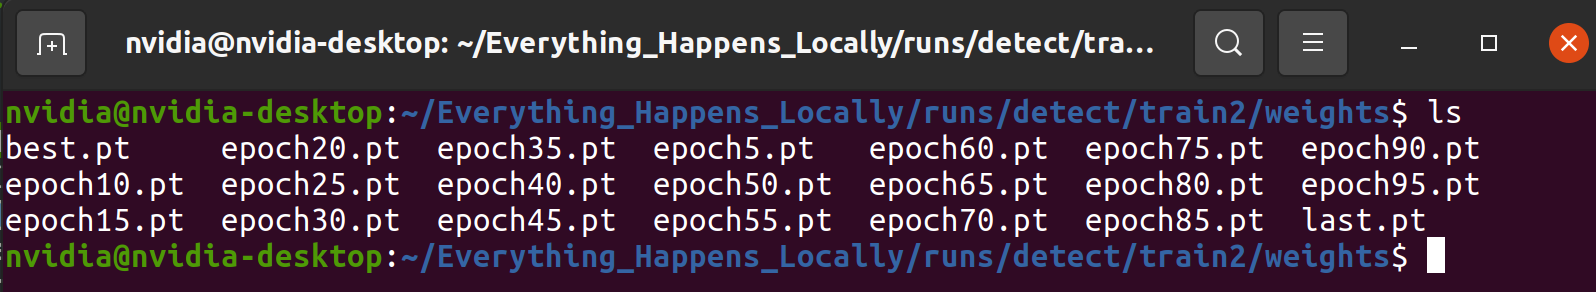 nvidia@nvidia-desktop: ~/Everything_Happens_Locally/runs/detect/tra...
nvidia@nvidia-desktop:~/Everything_Happens_Locally/runs/detect/train2/weights$ ls
best.pt     epoch20.pt  epoch35.pt  epoch5.pt   epoch60.pt  epoch75.pt  epoch90.pt
epoch10.pt  epoch25.pt  epoch40.pt  epoch50.pt  epoch65.pt  epoch80.pt  epoch95.pt
epoch15.pt  epoch30.pt  epoch45.pt  epoch55.pt  epoch70.pt  epoch85.pt  last.pt
nvidia@nvidia-desktop:~/Everything_Happens_Locally/runs/detect/train2/weights$